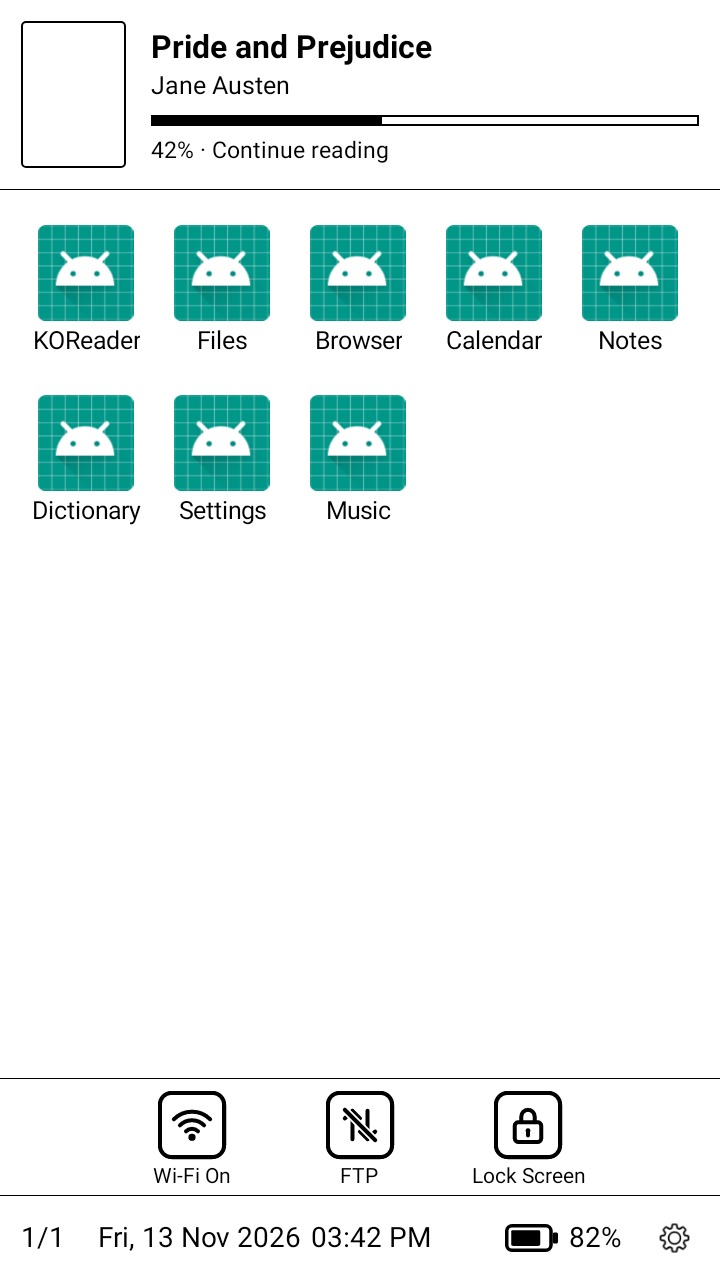 Pride and Prejudice
Jane Austen
42% · Continue reading
KOReader Files Browser Calendar Notes
Dictionary Settings Music
Wi-Fi On FTP Lock Screen
1/1 Fri, 13 Nov 2026 03:42 PM 82%